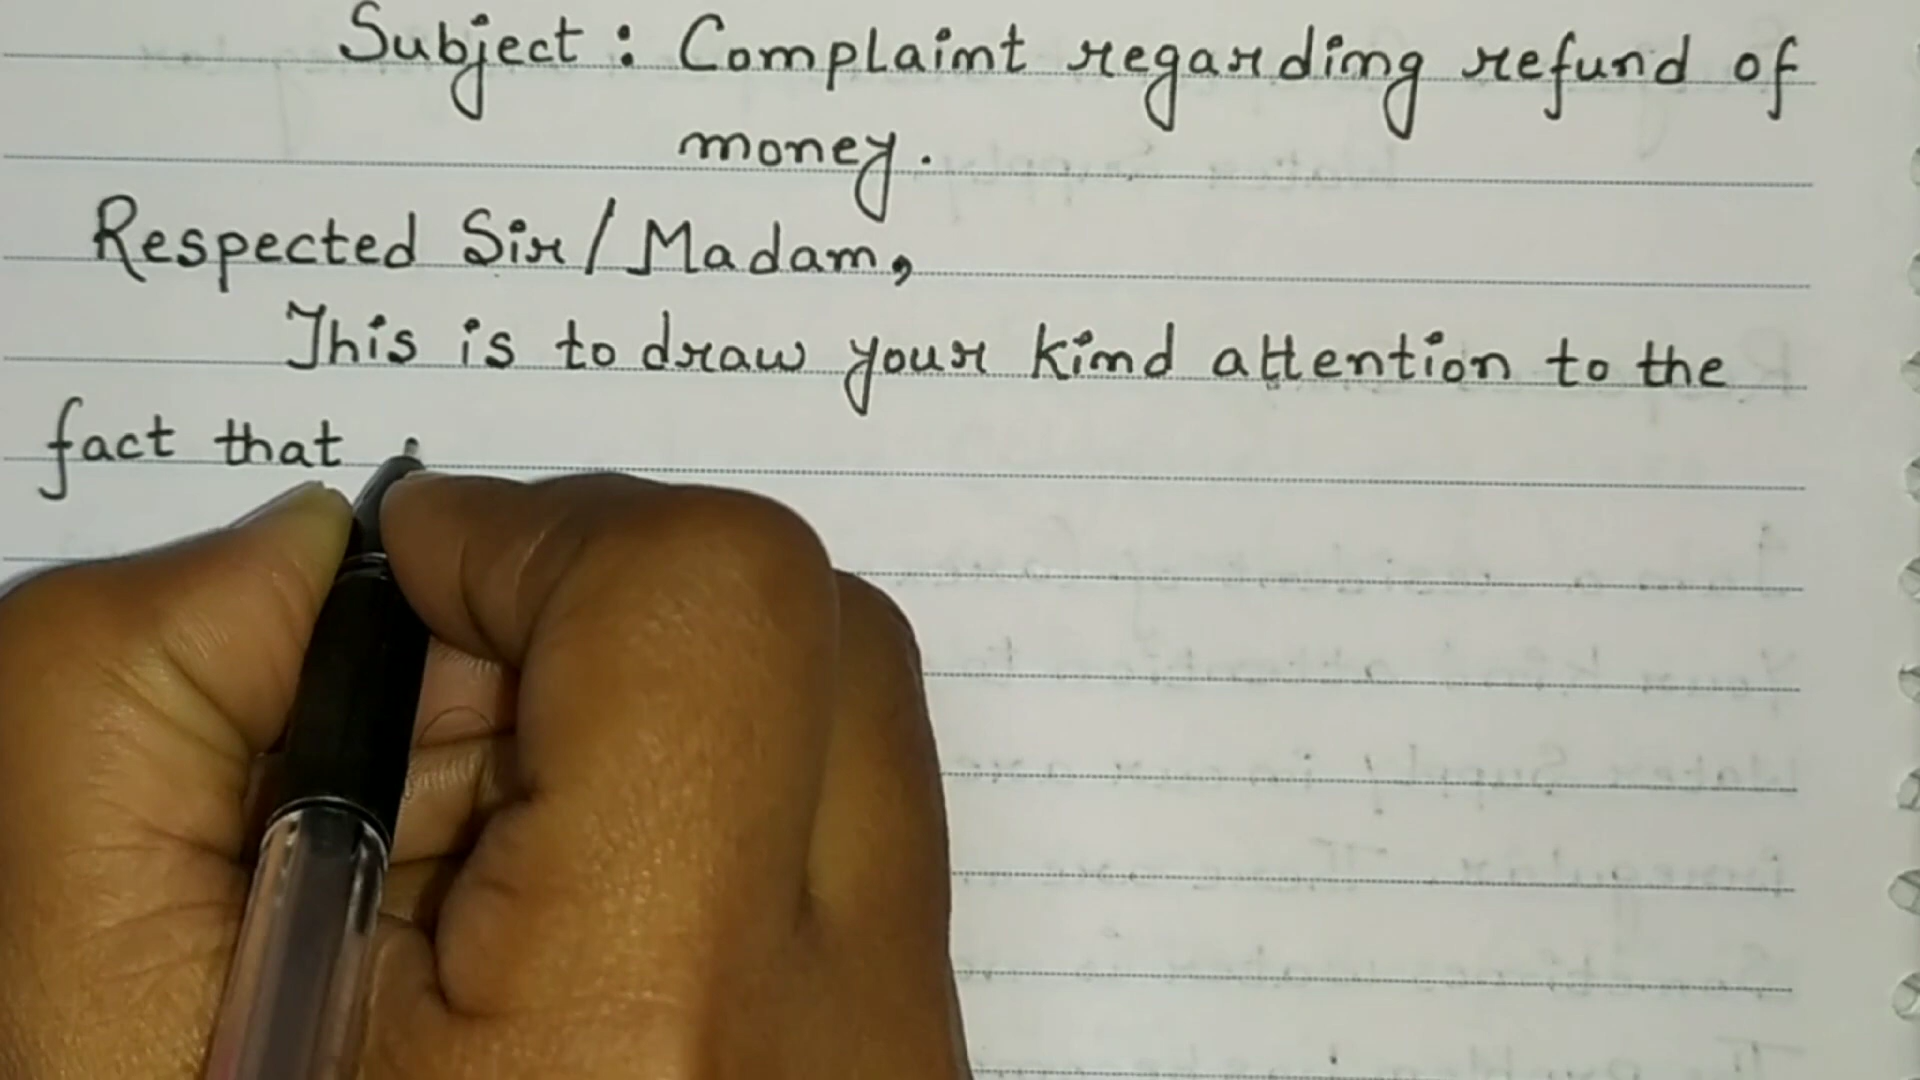 Subject : Complaint regarding refund of
money.
Respected Sir/Madam,
This is to draw your kind attention to the
fact that